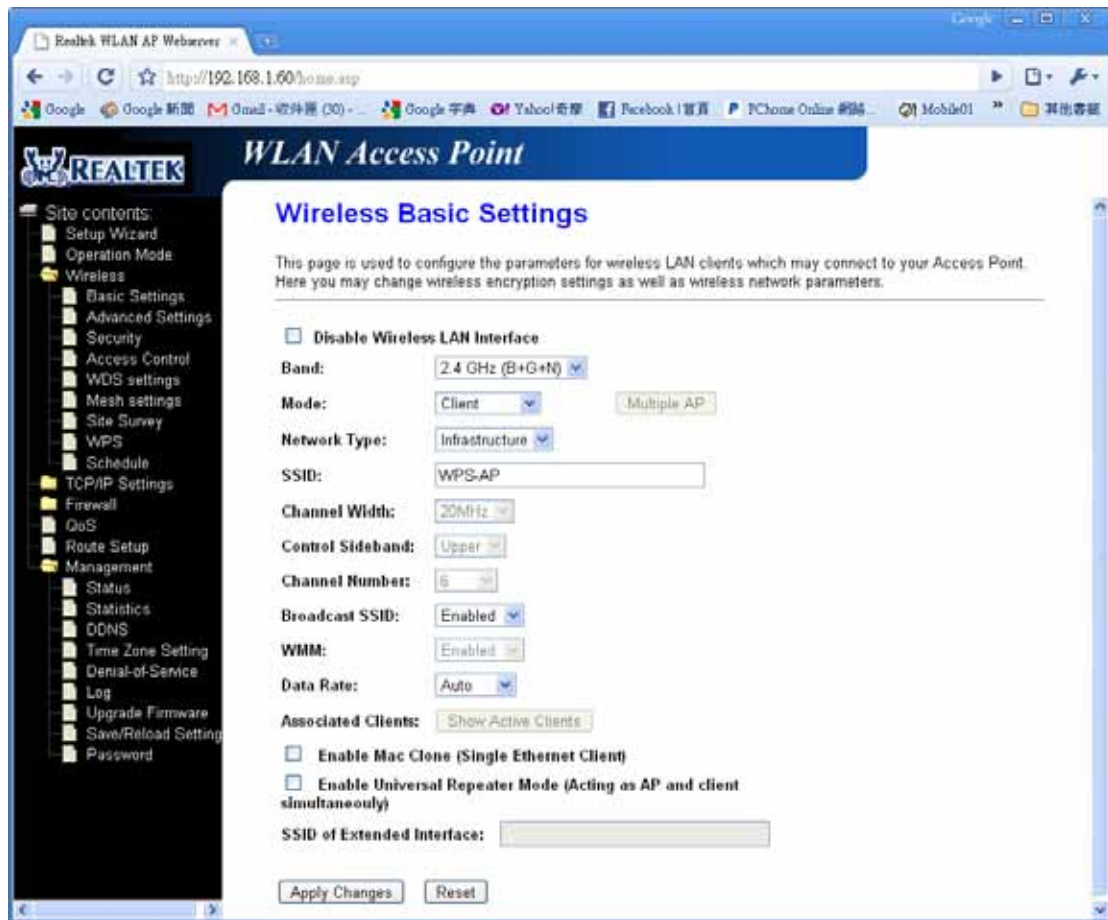 Google
Realtek WLAN AP Webserver
http://192.168.1.60/home.asp
Google Google 新聞 Gmail - 收件匣 (30) - ... Google 字典 Yahoo!奇摩 Facebook | 首頁 PChome Online 網路... Mobile01 » 其他書籤
REALTEK
WLAN Access Point
Site contents:
Setup Wizard
Operation Mode
Wireless
Basic Settings
Advanced Settings
Security
Access Control
WDS settings
Mesh settings
Site Survey
WPS
Schedule
TCP/IP Settings
Firewall
QoS
Route Setup
Management
Status
Statistics
DDNS
Time Zone Setting
Denial-of-Service
Log
Upgrade Firmware
Save/Reload Setting
Password
Wireless Basic Settings
This page is used to configure the parameters for wireless LAN clients which may connect to your Access Point.
Here you may change wireless encryption settings as well as wireless network parameters.
Disable Wireless LAN Interface
Band: 2.4 GHz (B+G+N)
Mode: Client Multiple AP
Network Type: Infrastructure
SSID: WPS-AP
Channel Width: 20MHz
Control Sideband: Upper
Channel Number: 6
Broadcast SSID: Enabled
WMM: Enabled
Data Rate: Auto
Associated Clients: Show Active Clients
Enable Mac Clone (Single Ethernet Client)
Enable Universal Repeater Mode (Acting as AP and client
simultaneouly)
SSID of Extended Interface:
Apply Changes Reset